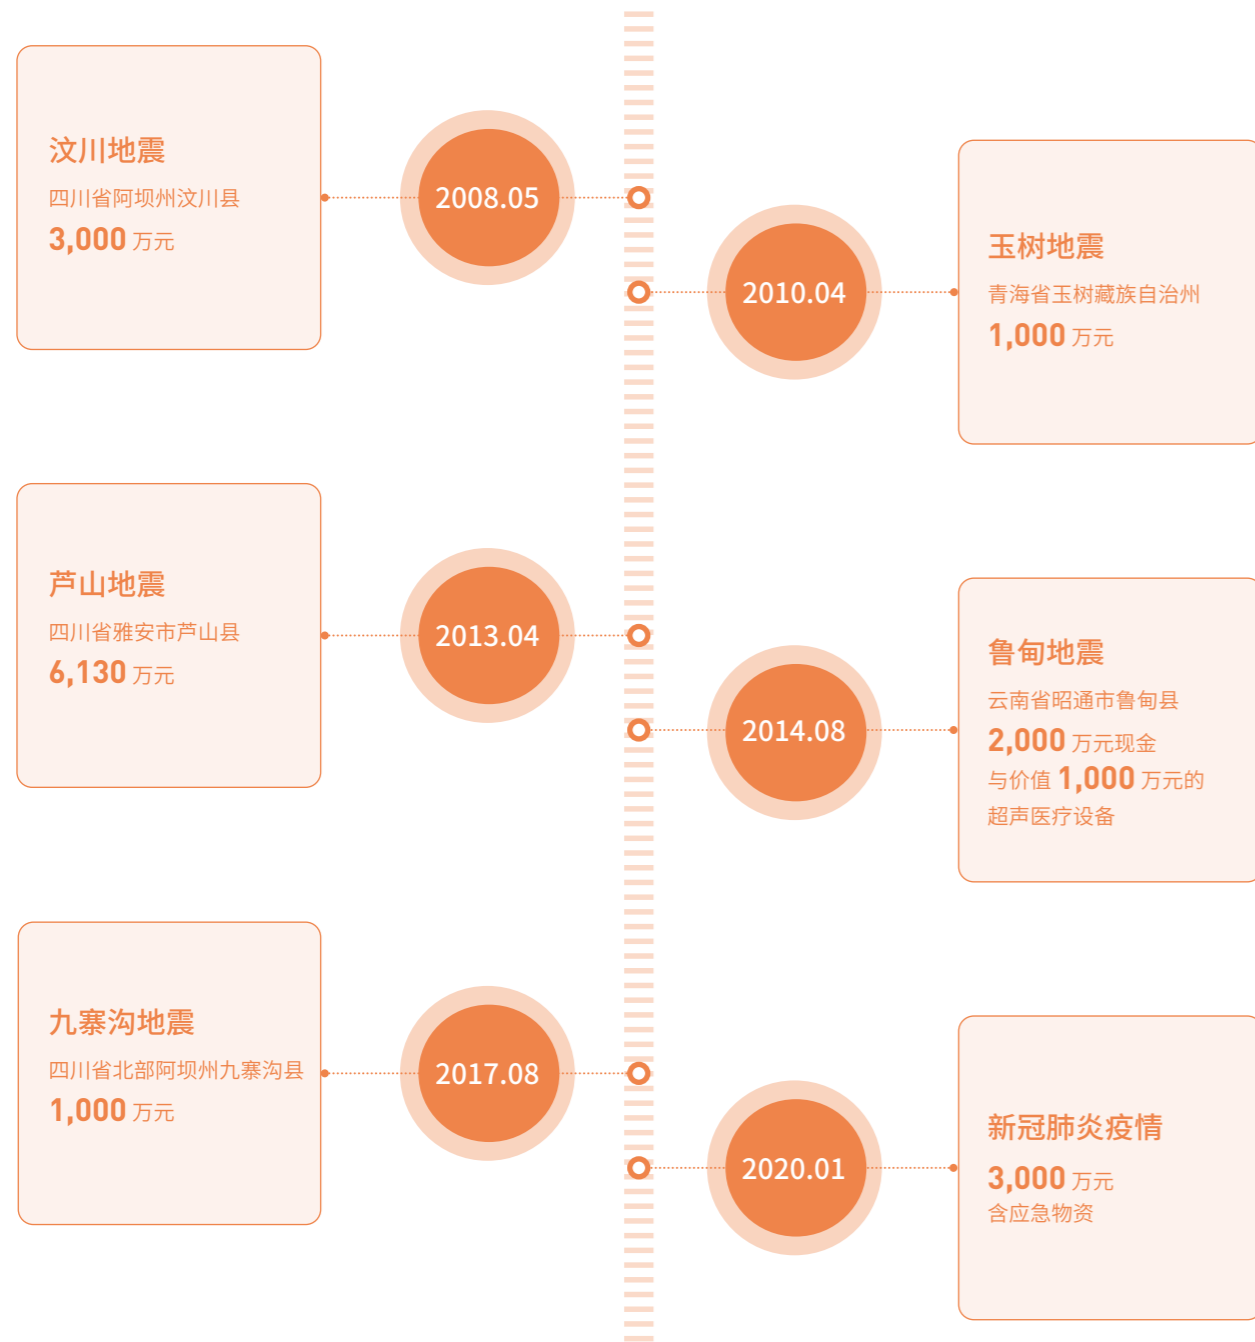 汶川地震
四川省阿坝州汶川县
3,000 万元
2008.05
2010.04
玉树地震
青海省玉树藏族自治州
1,000 万元
芦山地震
四川省雅安市芦山县
6,130 万元
2013.04
2014.08
鲁甸地震
云南省昭通市鲁甸县
2,000 万元现金
与价值 1,000 万元的
超声医疗设备
九寨沟地震
四川省北部阿坝州九寨沟县
1,000 万元
2017.08
2020.01
新冠肺炎疫情
3,000 万元
含应急物资